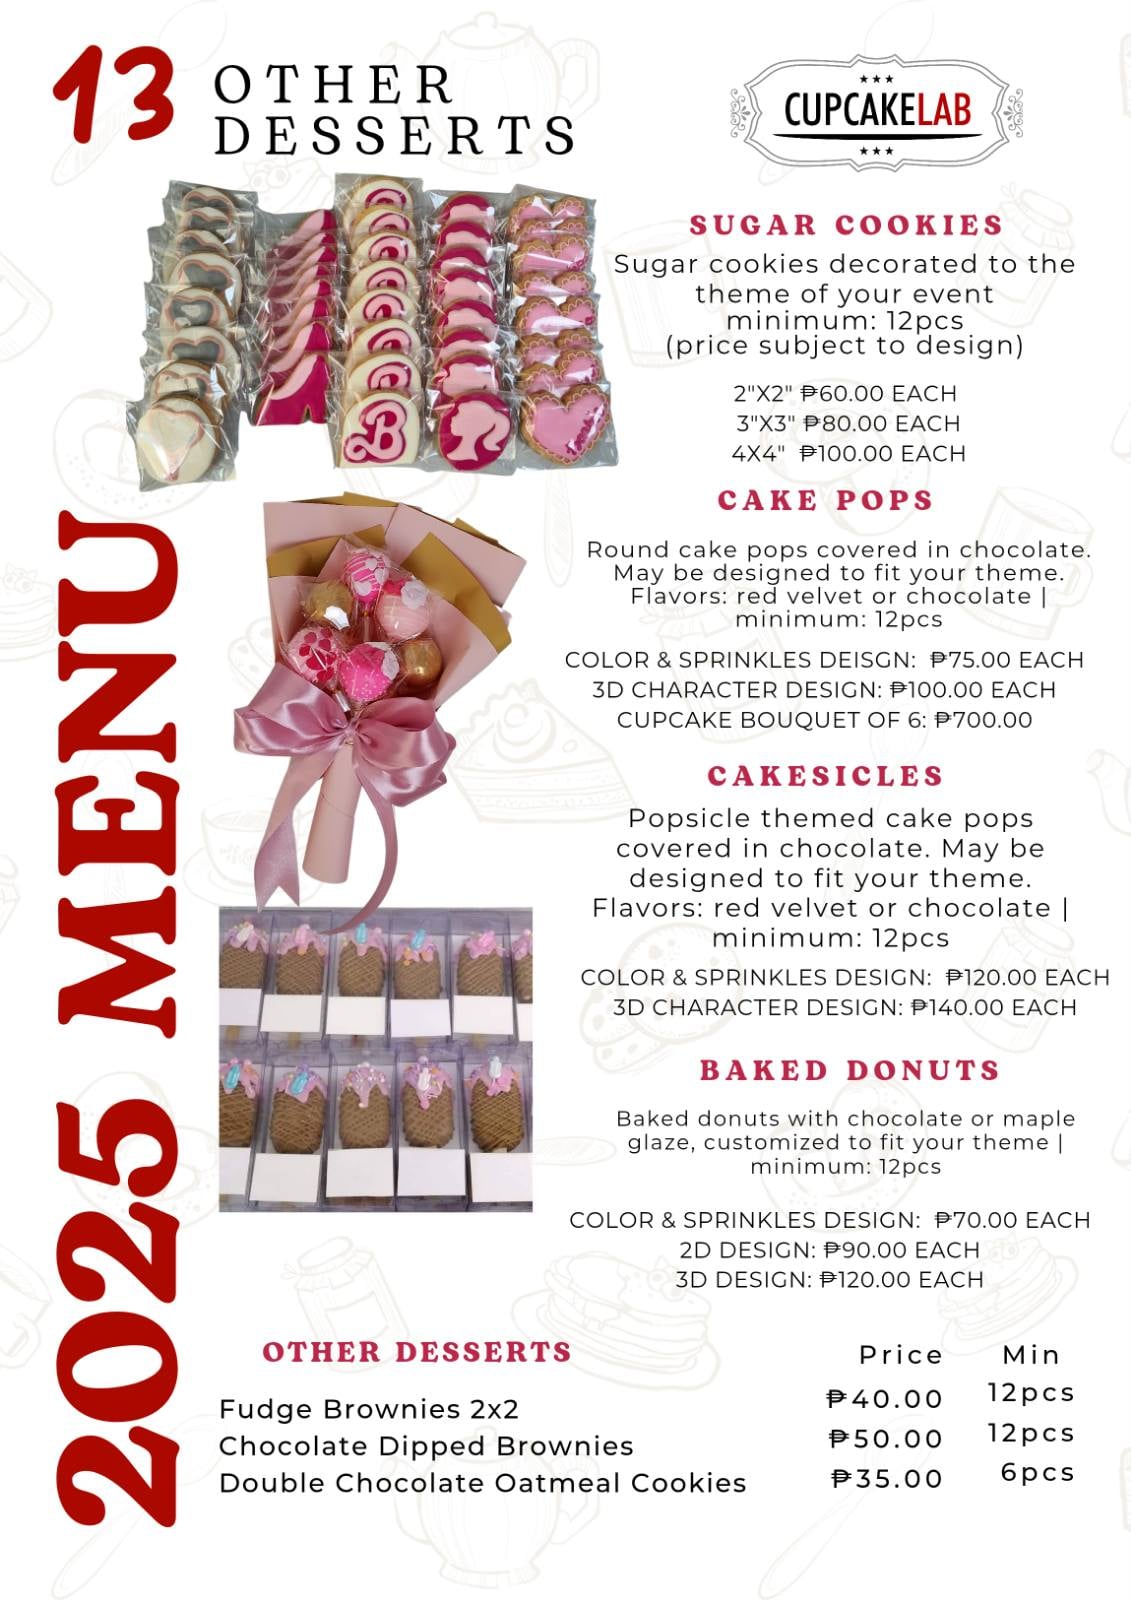 13 OTHER
DESSERTS
★★★
CUPCAKELAB
★★★
SUGAR COOKIES
Sugar cookies decorated to the
theme of your event
minimum: 12pcs
(price subject to design)
2"X2" ₱60.00 EACH
3"X3" ₱80.00 EACH
4X4" ₱100.00 EACH
B
CAKE POPS
Round cake pops covered in chocolate.
May be designed to fit your theme.
Flavors: red velvet or chocolate |
minimum: 12pcs
COLOR & SPRINKLES DEISGN: ₱75.00 EACH
3D CHARACTER DESIGN: ₱100.00 EACH
CUPCAKE BOUQUET OF 6: ₱700.00
CAKESICLES
Popsicle themed cake pops
covered in chocolate. May be
designed to fit your theme.
Flavors: red velvet or chocolate |
minimum: 12pcs
COLOR & SPRINKLES DESIGN: ₱120.00 EACH
3D CHARACTER DESIGN: ₱140.00 EACH
BAKED DONUTS
Baked donuts with chocolate or maple
glaze, customized to fit your theme |
minimum: 12pcs
COLOR & SPRINKLES DESIGN: ₱70.00 EACH
2D DESIGN: ₱90.00 EACH
3D DESIGN: ₱120.00 EACH
2025 MENU
OTHER DESSERTS Price Min
Fudge Brownies 2x2 ₱40.00 12pcs
Chocolate Dipped Brownies ₱50.00 12pcs
Double Chocolate Oatmeal Cookies ₱35.00 6pcs